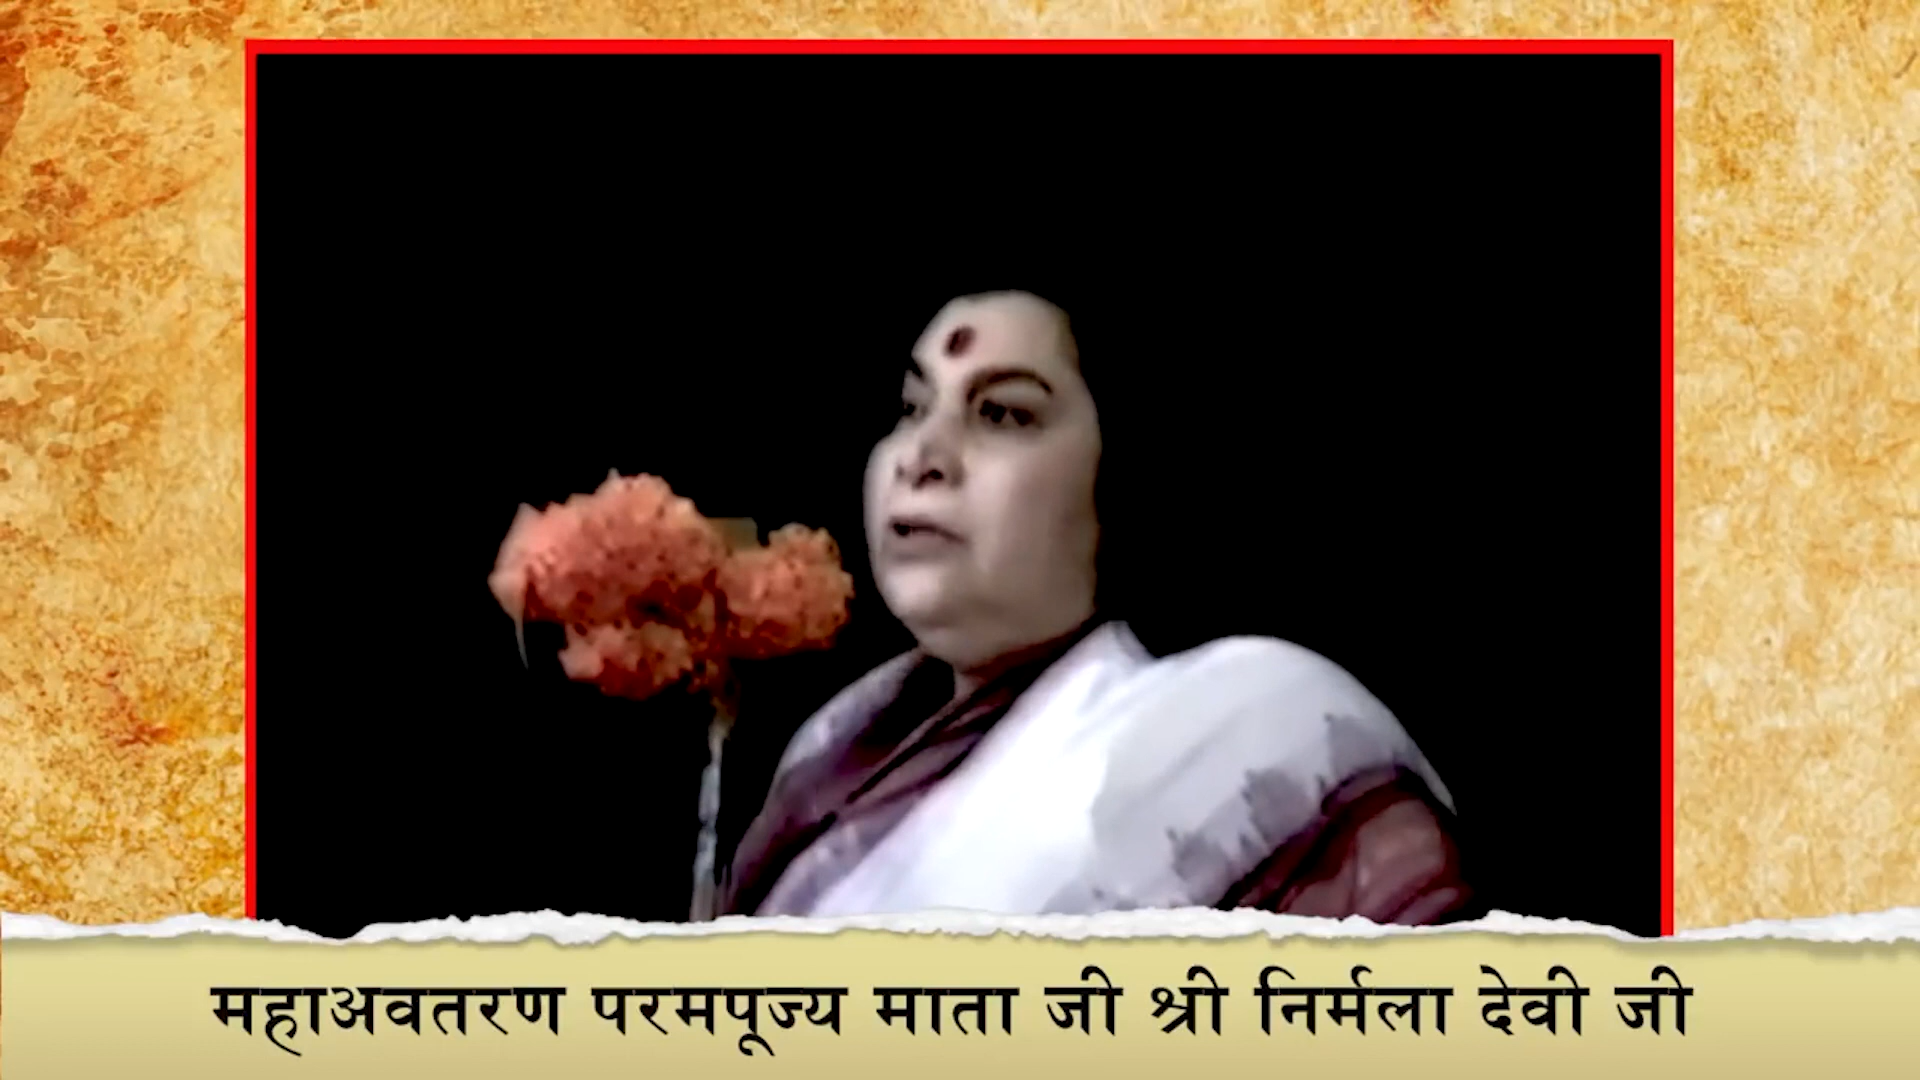 महाअवतरण परमपूज्य माता जी श्री निर्मला देवी जी